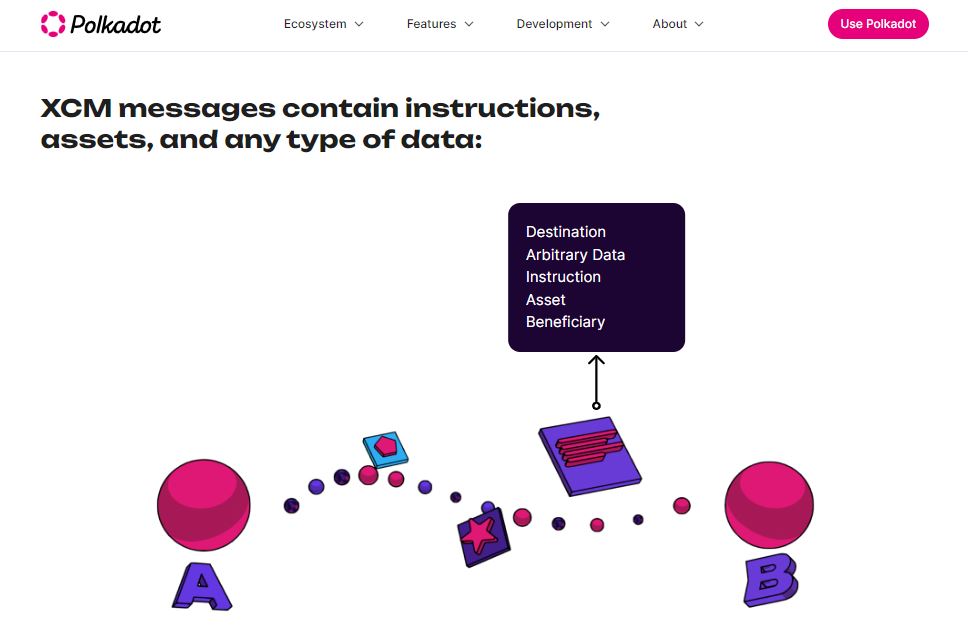 Polkadot
Ecosystem Features Development About Use Polkadot
XCM messages contain instructions,
assets, and any type of data:
Destination
Arbitrary Data
Instruction
Asset
Beneficiary
A B